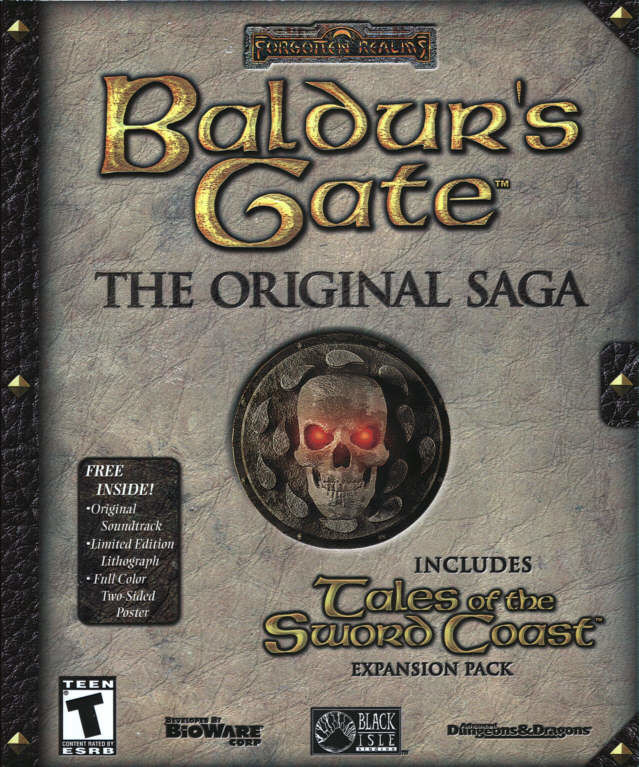 FORGOTTEN REALMS
Baldur's
Gate™
THE ORIGINAL SAGA
FREE
INSIDE!
•Original
Soundtrack
•Limited Edition
Lithograph
• Full Color
Two-Sided
Poster
INCLUDES
Tales of the
Sword Coast™
EXPANSION PACK
TEEN
T
CONTENT RATED BY
ESRB
DEVELOPED BY
BIOWARE
CORP
BLACK
ISLE
STUDIOS
Advanced
Dungeons&Dragons